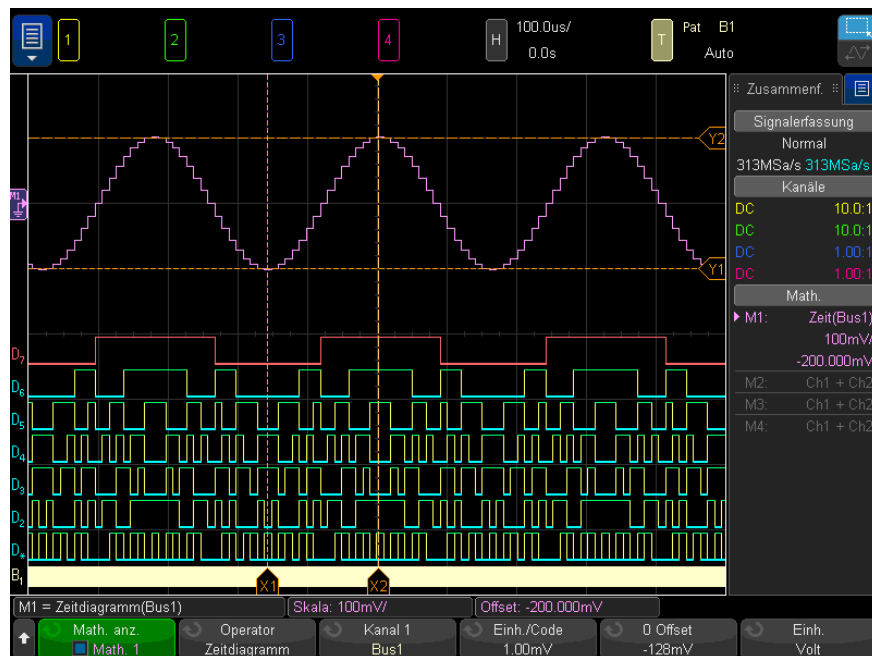 1 2 3 4 H 100.0us/ T Pat B1
0.0s Auto
Zusammenf.
Signalerfassung
Normal
313MSa/s 313MSa/s
Kanäle
DC 10.0:1
DC 10.0:1
DC 1.00:1
DC 1.00:1
Math.
M1: Zeit(Bus1)
100mV/
-200.000mV
M2: Ch1 + Ch2
M3: Ch1 + Ch2
M4: Ch1 + Ch2
Y2
M1
Y1
D7
D6
D5
D4
D3
D2
D*
B1
X1 X2
M1 = Zeitdiagramm(Bus1) Skala: 100mV/ Offset: -200.000mV
Math. anz. Operator Kanal 1 Einh./Code 0 Offset Einh.
Math. 1 Zeitdiagramm Bus1 1.00mV -128mV Volt